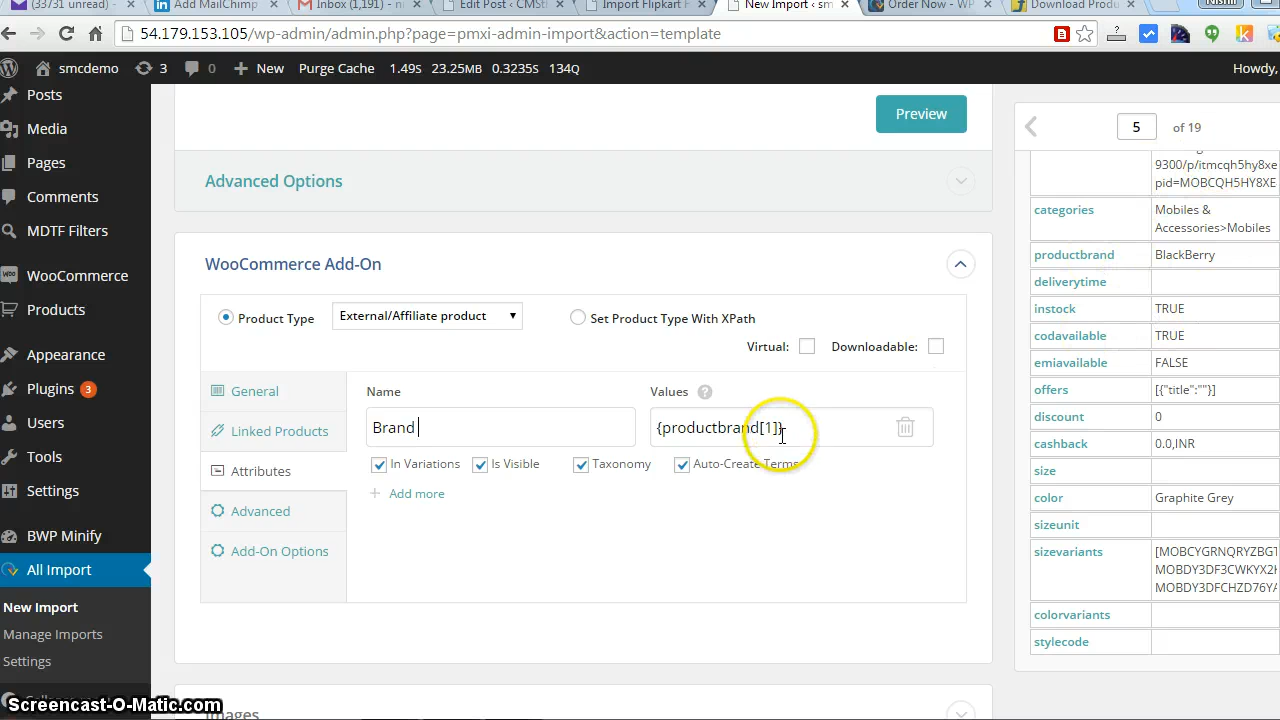 (33731 unread) -
Add MailChimp
Inbox (1,191) - n
Edit Post ‹ CMSti
Import Flipkart F
New Import ‹ sm
Order Now - WP
Download Produ
54.179.153.105/wp-admin/admin.php?page=pmxi-admin-import&action=template
smcdemo 3 0 New Purge Cache 1.49S 23.25MB 0.3235S 134Q Howdy,
Posts
Media
Pages
Comments
MDTF Filters
WooCommerce
Products
Appearance
Plugins 3
Users
Tools
Settings
BWP Minify
All Import
New Import
Manage Imports
Settings
Preview
Advanced Options
WooCommerce Add-On
Product Type External/Affiliate product Set Product Type With XPath
Virtual: Downloadable:
General
Linked Products
Attributes
Advanced
Add-On Options
Name Values ?
Brand {productbrand[1]}
In Variations Is Visible Taxonomy Auto-Create Terms
+ Add more
Images
5 of 19
9300/p/itmcqh5hy8xe
pid=MOBCQH5HY8XE
categories Mobiles &
Accessories>Mobiles
productbrand BlackBerry
deliverytime
instock TRUE
codavailable TRUE
emiavailable FALSE
offers [{"title":""}]
discount 0
cashback 0.0,INR
size
color Graphite Grey
sizeunit
sizevariants [MOBCYGRNQRYZBGT
MOBDY3DF3CWKYX2H
MOBDY3DFCHZD76YA
colorvariants
stylecode
Screencast-O-Matic.com